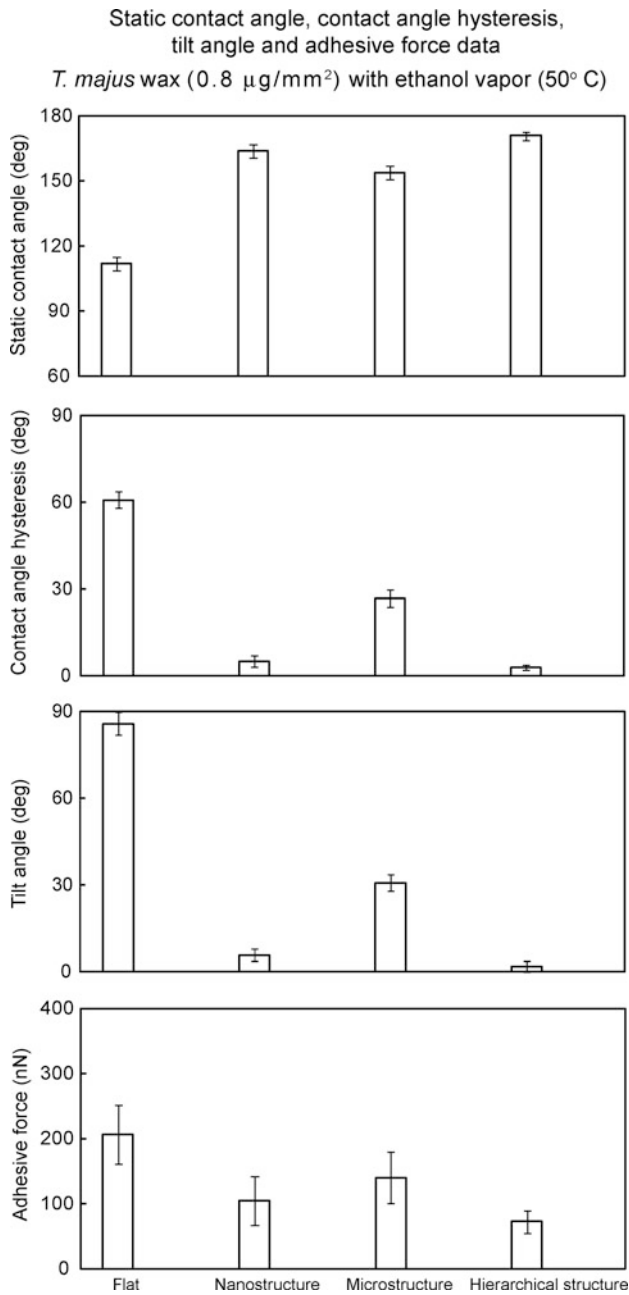 Static contact angle, contact angle hysteresis,
tilt angle and adhesive force data
T. majus wax (0.8 μg/mm²) with ethanol vapor (50° C)
Static contact angle (deg)
180
150
120
90
60
Contact angle hysteresis (deg)
90
60
30
0
Tilt angle (deg)
90
60
30
0
Adhesive force (nN)
400
300
200
100
0
Flat Nanostructure Microstructure Hierarchical structure